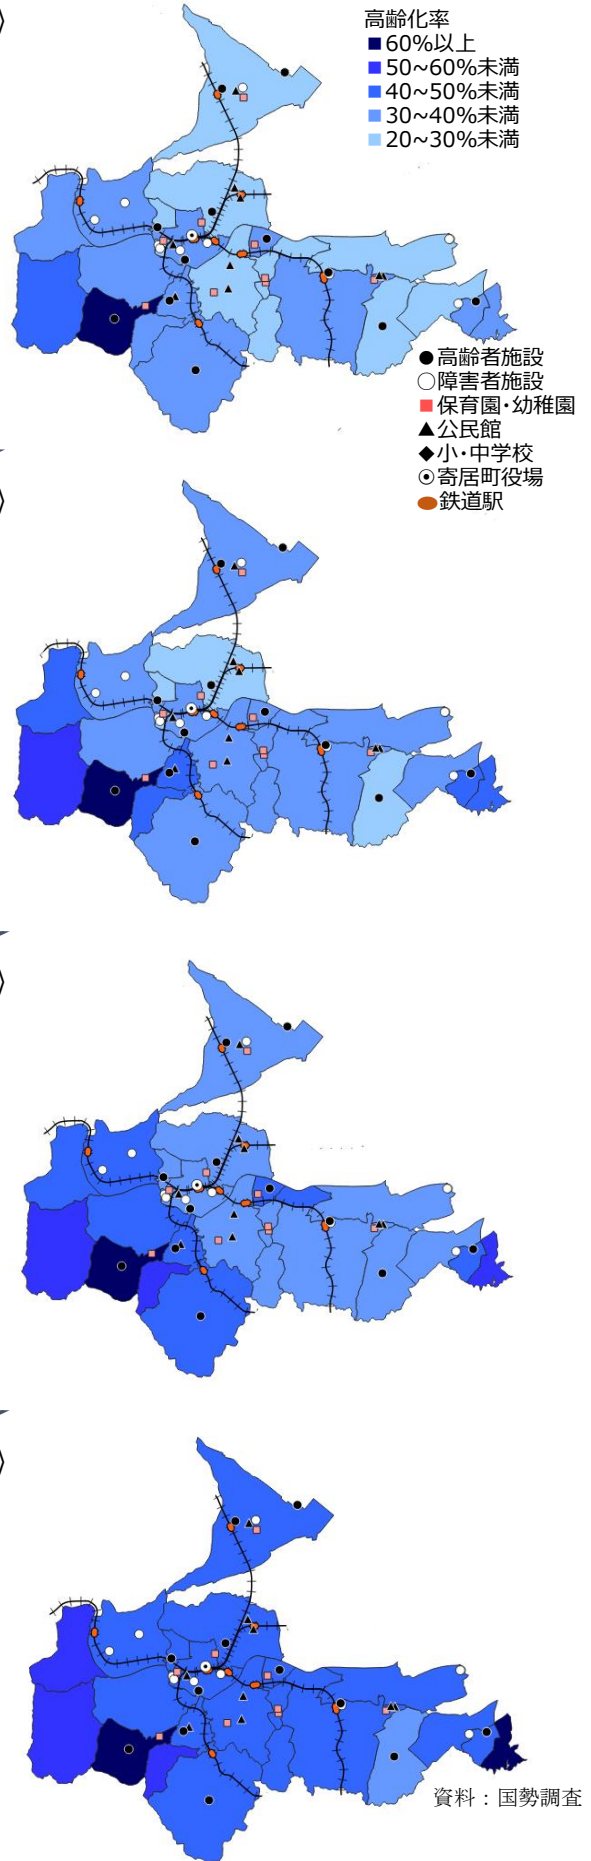 高齢化率
60%以上
50~60%未満
40~50%未満
30~40%未満
20~30%未満
高齢者施設
障害者施設
保育園・幼稚園
公民館
小・中学校
寄居町役場
鉄道駅
資料：国勢調査